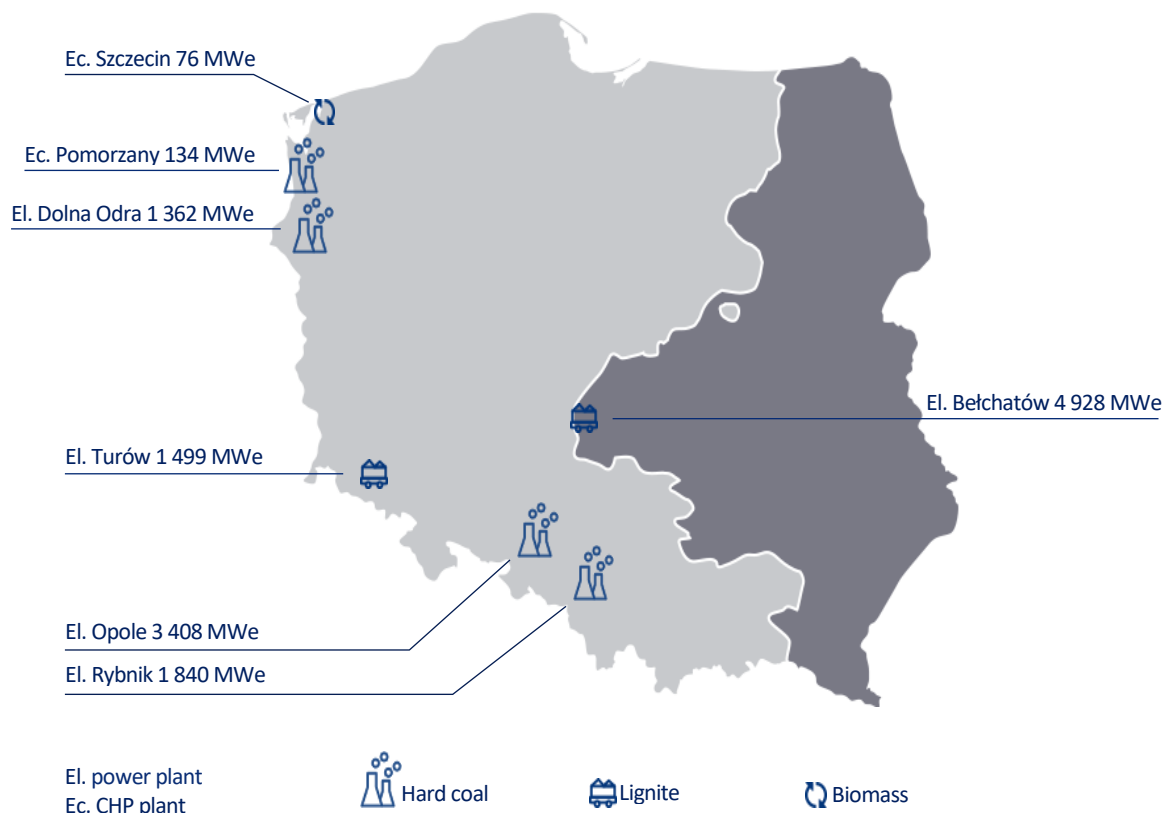 Ec. Szczecin 76 MWe
Ec. Pomorzany 134 MWe
El. Dolna Odra 1 362 MWe
El. Bełchatów 4 928 MWe
El. Turów 1 499 MWe
El. Opole 3 408 MWe
El. Rybnik 1 840 MWe
El. power plant
Ec. CHP plant
Hard coal
Lignite
Biomass